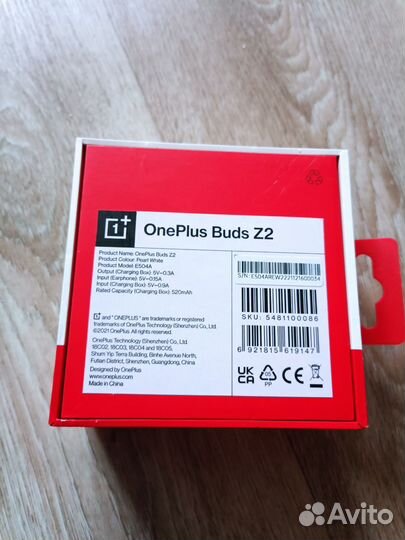 OnePlus Buds Z2
Product Name: OnePlus Buds Z2
Product Colour: Pearl White
Product Model: E504A
Output (Charging Box): 5V⎓0.3A
Input (Earphone): 5V⎓0.15A
Input (Charging Box): 5V⎓0.9A
Rated Capacity (Charging Box): 520mAh
and "ONEPLUS" are trademarks or registered
trademarks of OnePlus Technology (Shenzhen) Co., Ltd.
©2021 OnePlus. All rights reserved.
OnePlus Technology (Shenzhen) Co., Ltd.
18C02, 18C03, 18C04 and 18C05,
Shum Yip Terra Building, Binhe Avenue North,
Futian District, Shenzhen, Guangdong, China
Designed by OnePlus
www.oneplus.com
Made in China
S/N: E504AREW2221121600034
SKU: 5481100086
6 921815 619147
UK
CA
05
PP
CE
Avito